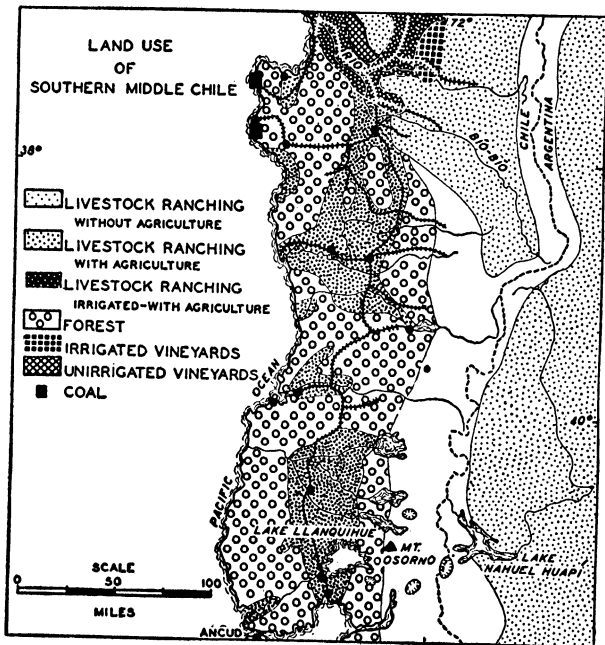 LAND USE
OF
SOUTHERN MIDDLE CHILE
72°
BIO
BIO-BIO
CHILE
ARGENTINA
38°
LIVESTOCK RANCHING
WITHOUT AGRICULTURE
LIVESTOCK RANCHING
WITH AGRICULTURE
LIVESTOCK RANCHING
IRRIGATED-WITH AGRICULTURE
FOREST
IRRIGATED VINEYARDS
UNIRRIGATED VINEYARDS
COAL
PACIFIC OCEAN
40°
LAKE LLANQUIHUE
MT.
OSORNO
LAKE
NAHUEL HUAPI
SCALE
0 50 100
MILES
ANCUD